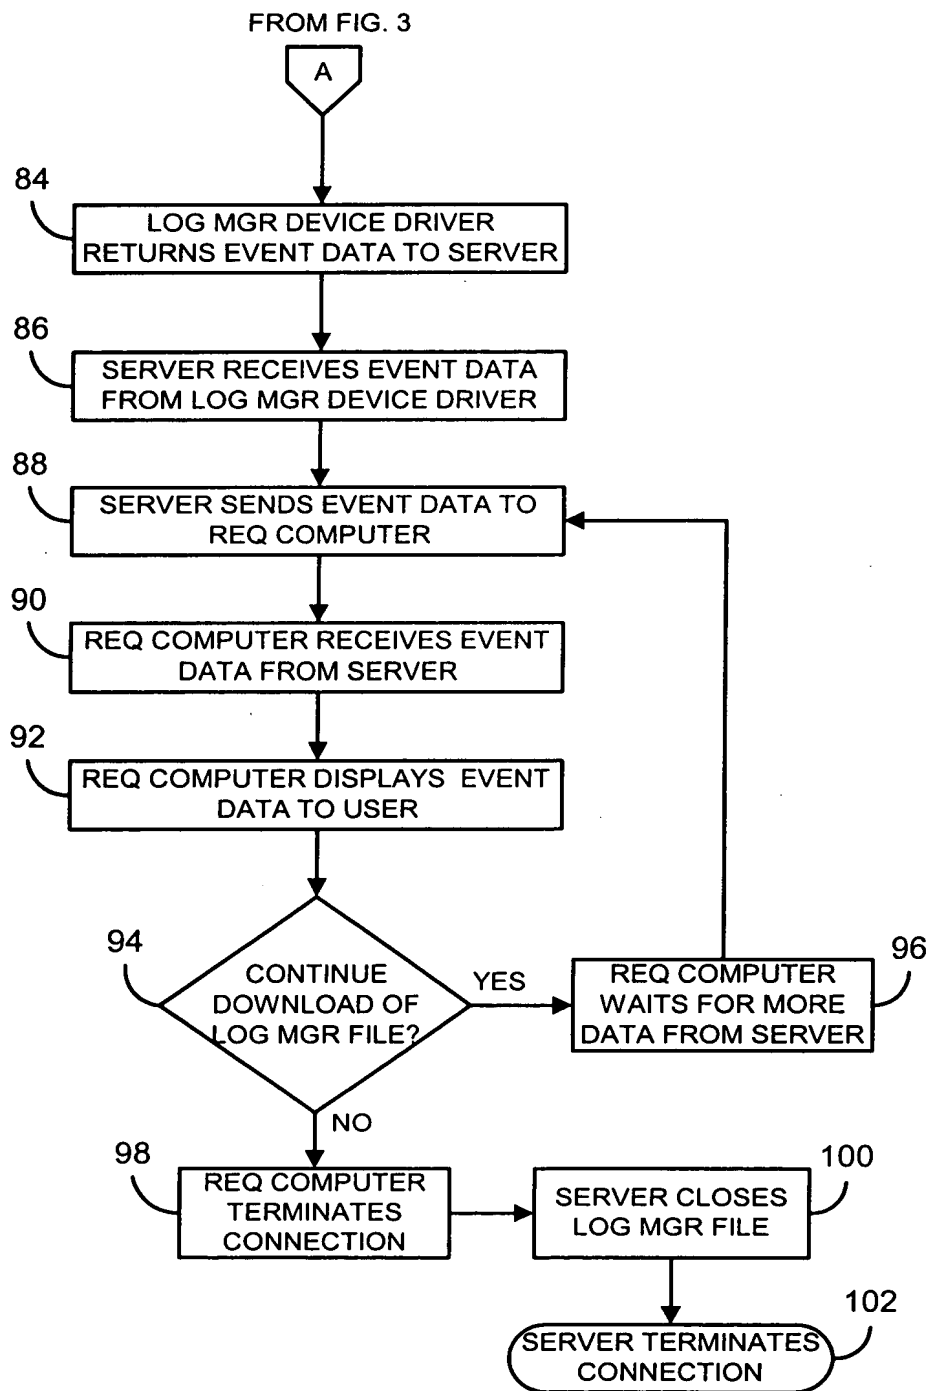 FROM FIG. 3
A
84
LOG MGR DEVICE DRIVER
RETURNS EVENT DATA TO SERVER
86
SERVER RECEIVES EVENT DATA
FROM LOG MGR DEVICE DRIVER
88
SERVER SENDS EVENT DATA TO
REQ COMPUTER
90
REQ COMPUTER RECEIVES EVENT
DATA FROM SERVER
92
REQ COMPUTER DISPLAYS EVENT
DATA TO USER
94
CONTINUE
DOWNLOAD OF
LOG MGR FILE?
YES
96
REQ COMPUTER
WAITS FOR MORE
DATA FROM SERVER
NO
98
REQ COMPUTER
TERMINATES
CONNECTION
100
SERVER CLOSES
LOG MGR FILE
102
SERVER TERMINATES
CONNECTION